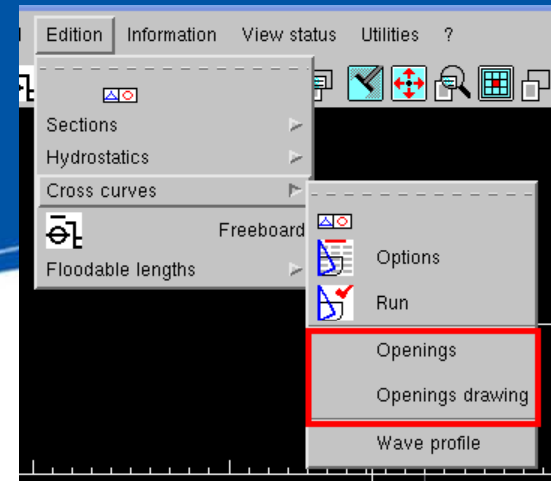 Edition Information View status Utilities ?
Sections
Hydrostatics
Cross curves
Freeboard
Floodable lengths
Options
Run
Openings
Openings drawing
Wave profile